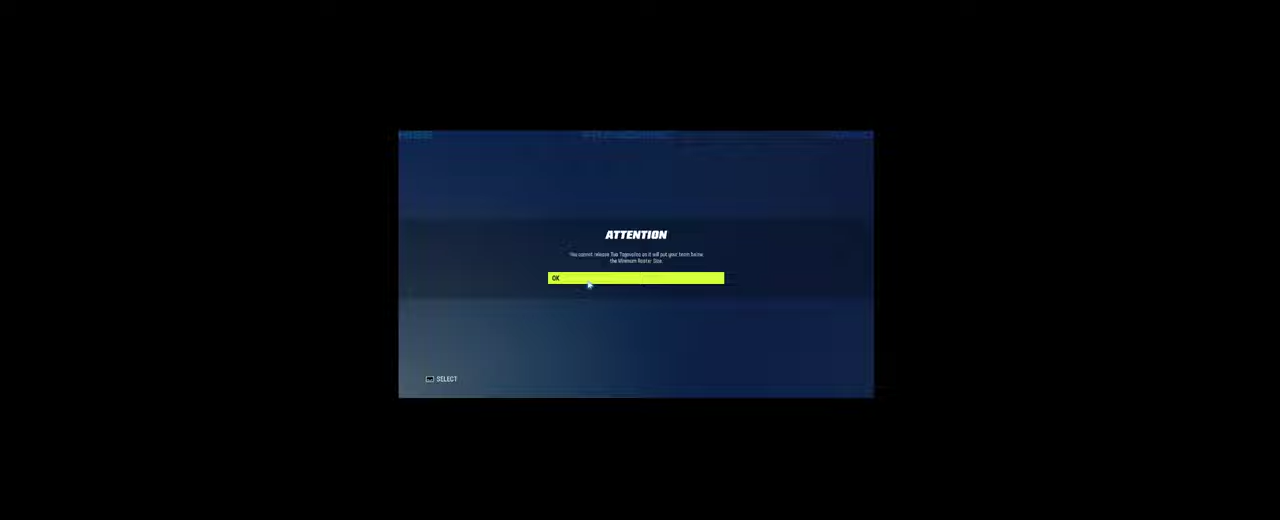 ATTENTION
You cannot release Tua Tagovailoa as it will put your team below
the Minimum Roster Size.
OK
SELECT